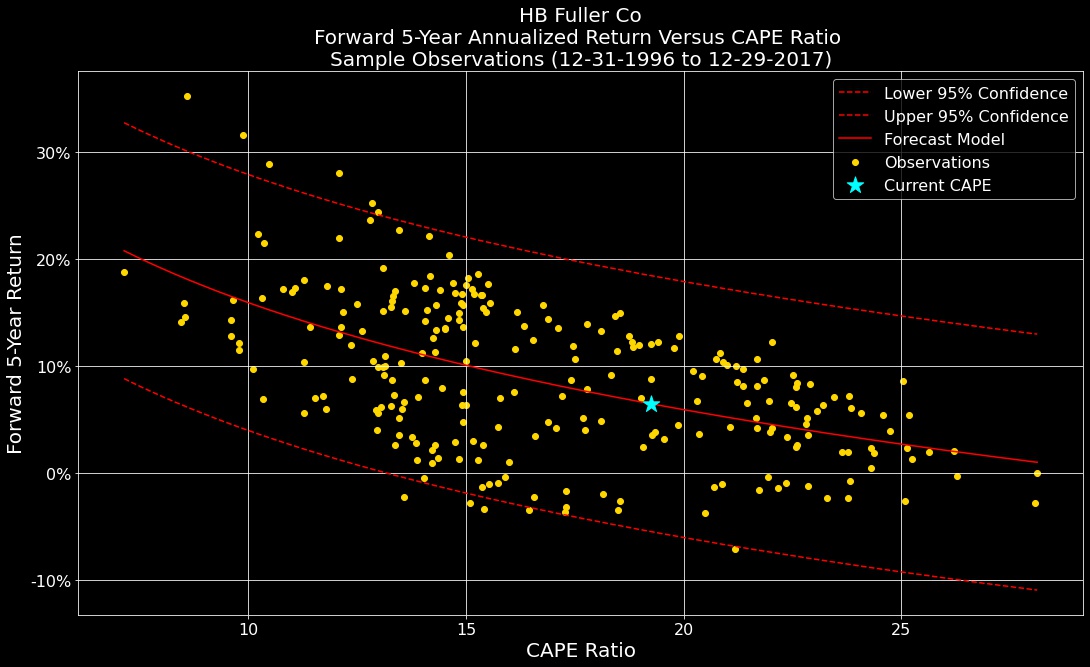 HB Fuller Co
Forward 5-Year Annualized Return Versus CAPE Ratio
Sample Observations (12-31-1996 to 12-29-2017)
Lower 95% Confidence
Upper 95% Confidence
Forecast Model
Observations
Current CAPE
Forward 5-Year Return
30%
20%
10%
0%
-10%
10
15
20
25
CAPE Ratio